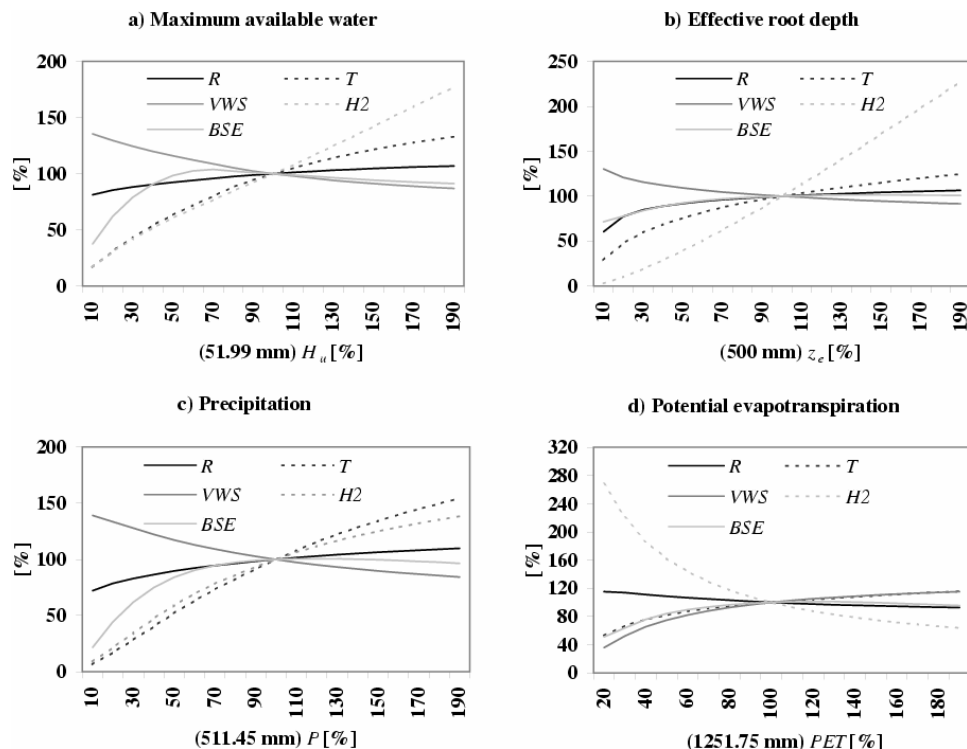 a) Maximum available water
200
150
100
50
0
[%]
R
T
VWS
H2
BSE
10
30
50
70
90
110
130
150
170
190
(51.99 mm) H_u [%]
b) Effective root depth
250
200
150
100
50
0
[%]
R
T
VWS
H2
BSE
10
30
50
70
90
110
130
150
170
190
(500 mm) z_e [%]
c) Precipitation
200
150
100
50
0
[%]
R
T
VWS
H2
BSE
10
30
50
70
90
110
130
150
170
190
(511.45 mm) P [%]
d) Potential evapotranspiration
320
280
240
200
160
120
80
40
0
[%]
R
T
VWS
H2
BSE
20
40
60
80
100
120
140
160
180
(1251.75 mm) PET [%]